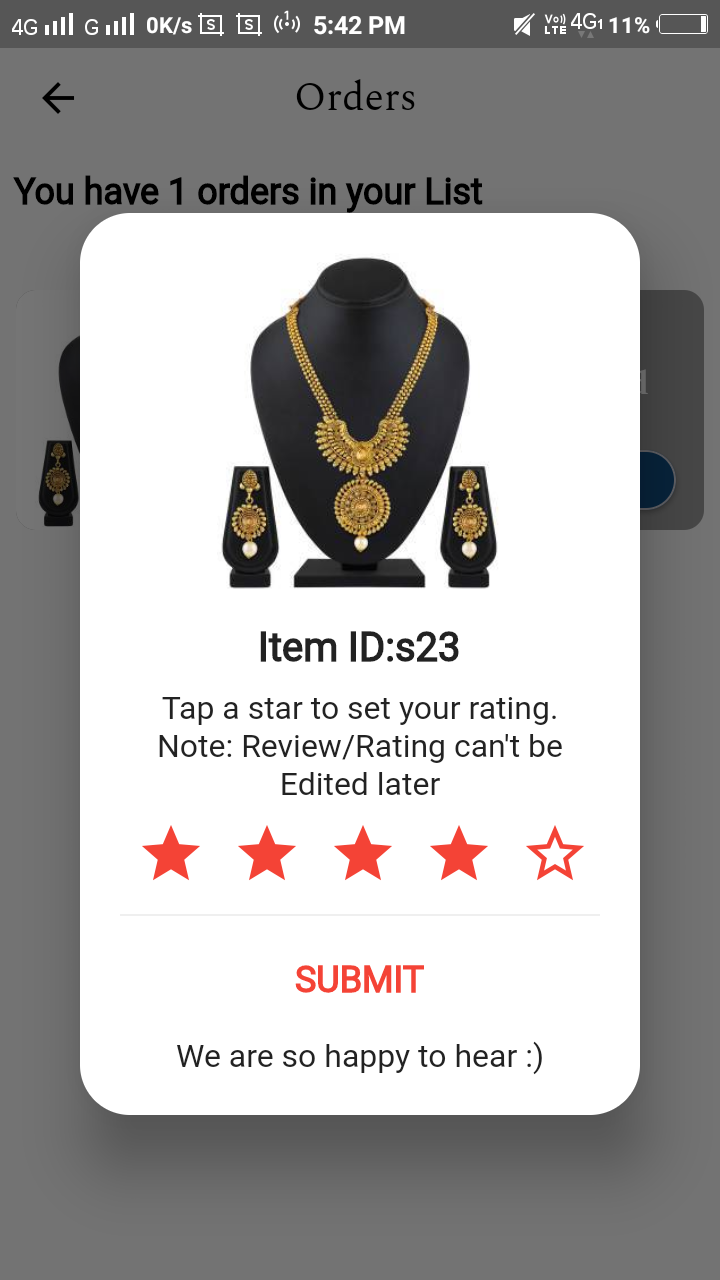 4G G 0K/s S S 1 5:42 PM Vo)) LTE 4G1 11%
Orders
You have 1 orders in your List
Item ID:s23
Tap a star to set your rating.
Note: Review/Rating can't be
Edited later
SUBMIT
We are so happy to hear :)